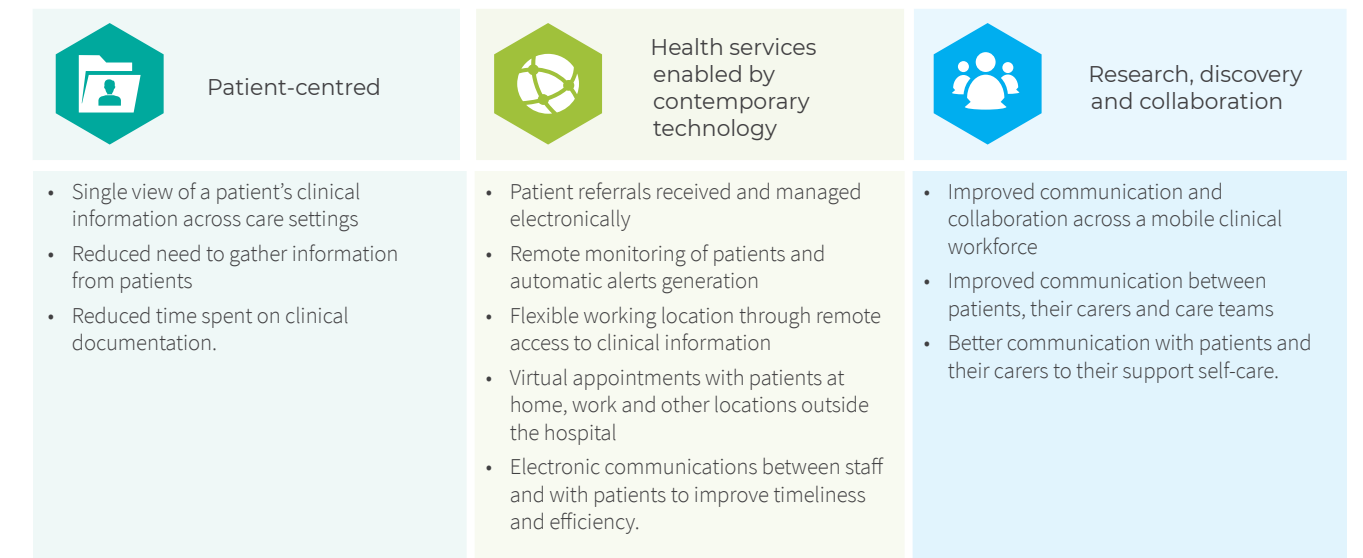 Patient-centred
Health services
enabled by
contemporary
technology
Research, discovery
and collaboration
• Single view of a patient’s clinical
information across care settings
• Reduced need to gather information
from patients
• Reduced time spent on clinical
documentation.
• Patient referrals received and managed
electronically
• Remote monitoring of patients and
automatic alerts generation
• Flexible working location through remote
access to clinical information
• Virtual appointments with patients at
home, work and other locations outside
the hospital
• Electronic communications between staff
and with patients to improve timeliness
and efficiency.
• Improved communication and
collaboration across a mobile clinical
workforce
• Improved communication between
patients, their carers and care teams
• Better communication with patients and
their carers to their support self-care.